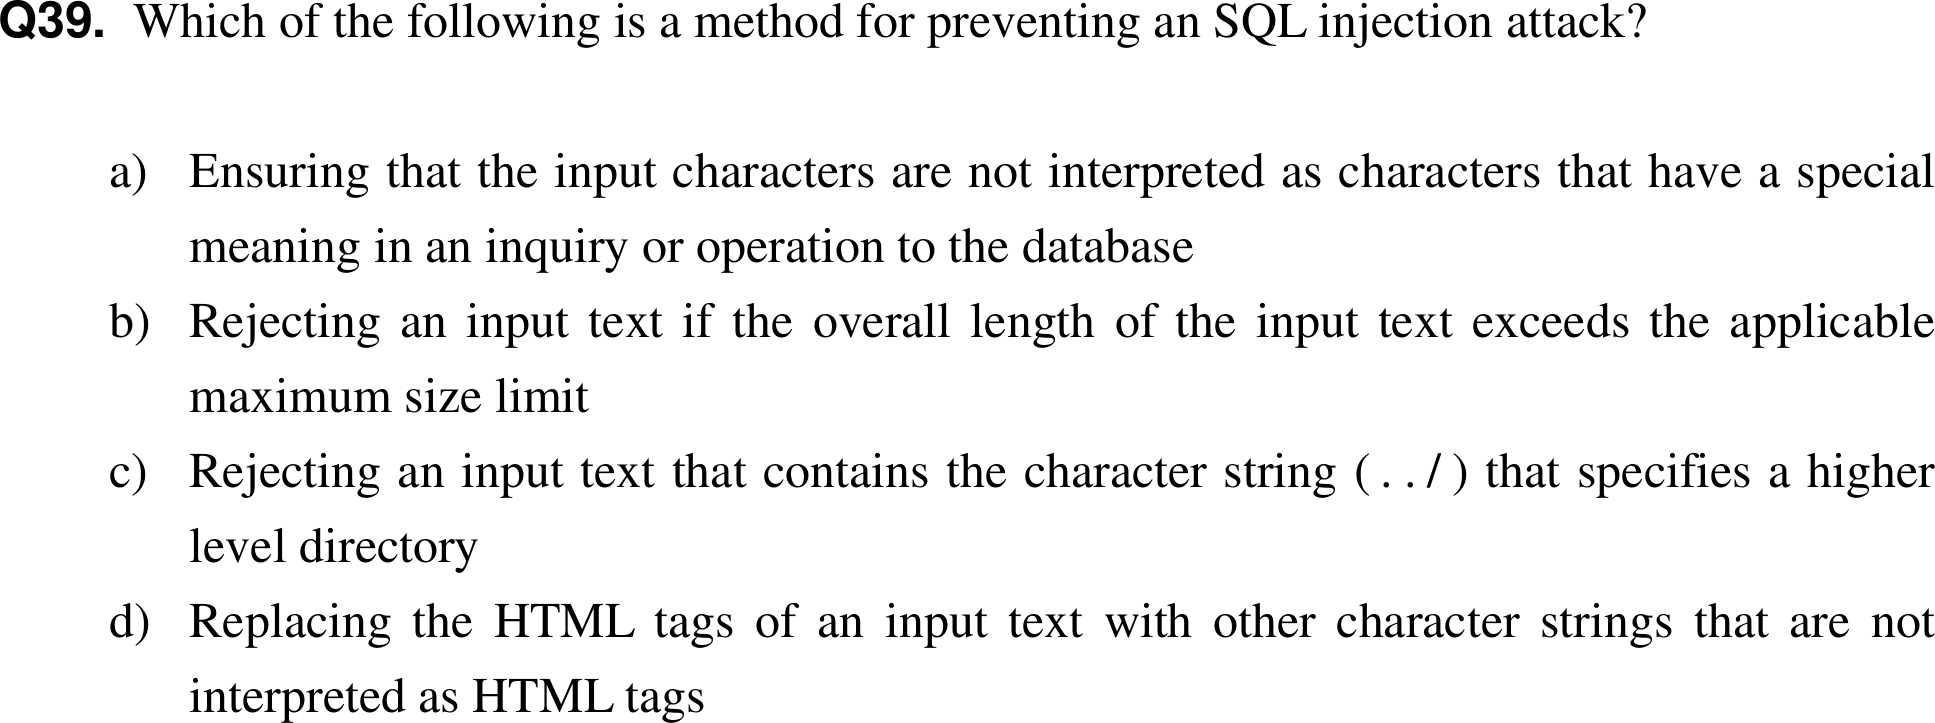 Q39. Which of the following is a method for preventing an SQL injection attack?
a) Ensuring that the input characters are not interpreted as characters that have a special
meaning in an inquiry or operation to the database
b) Rejecting an input text if the overall length of the input text exceeds the applicable
maximum size limit
c) Rejecting an input text that contains the character string (../) that specifies a higher
level directory
d) Replacing the HTML tags of an input text with other character strings that are not
interpreted as HTML tags